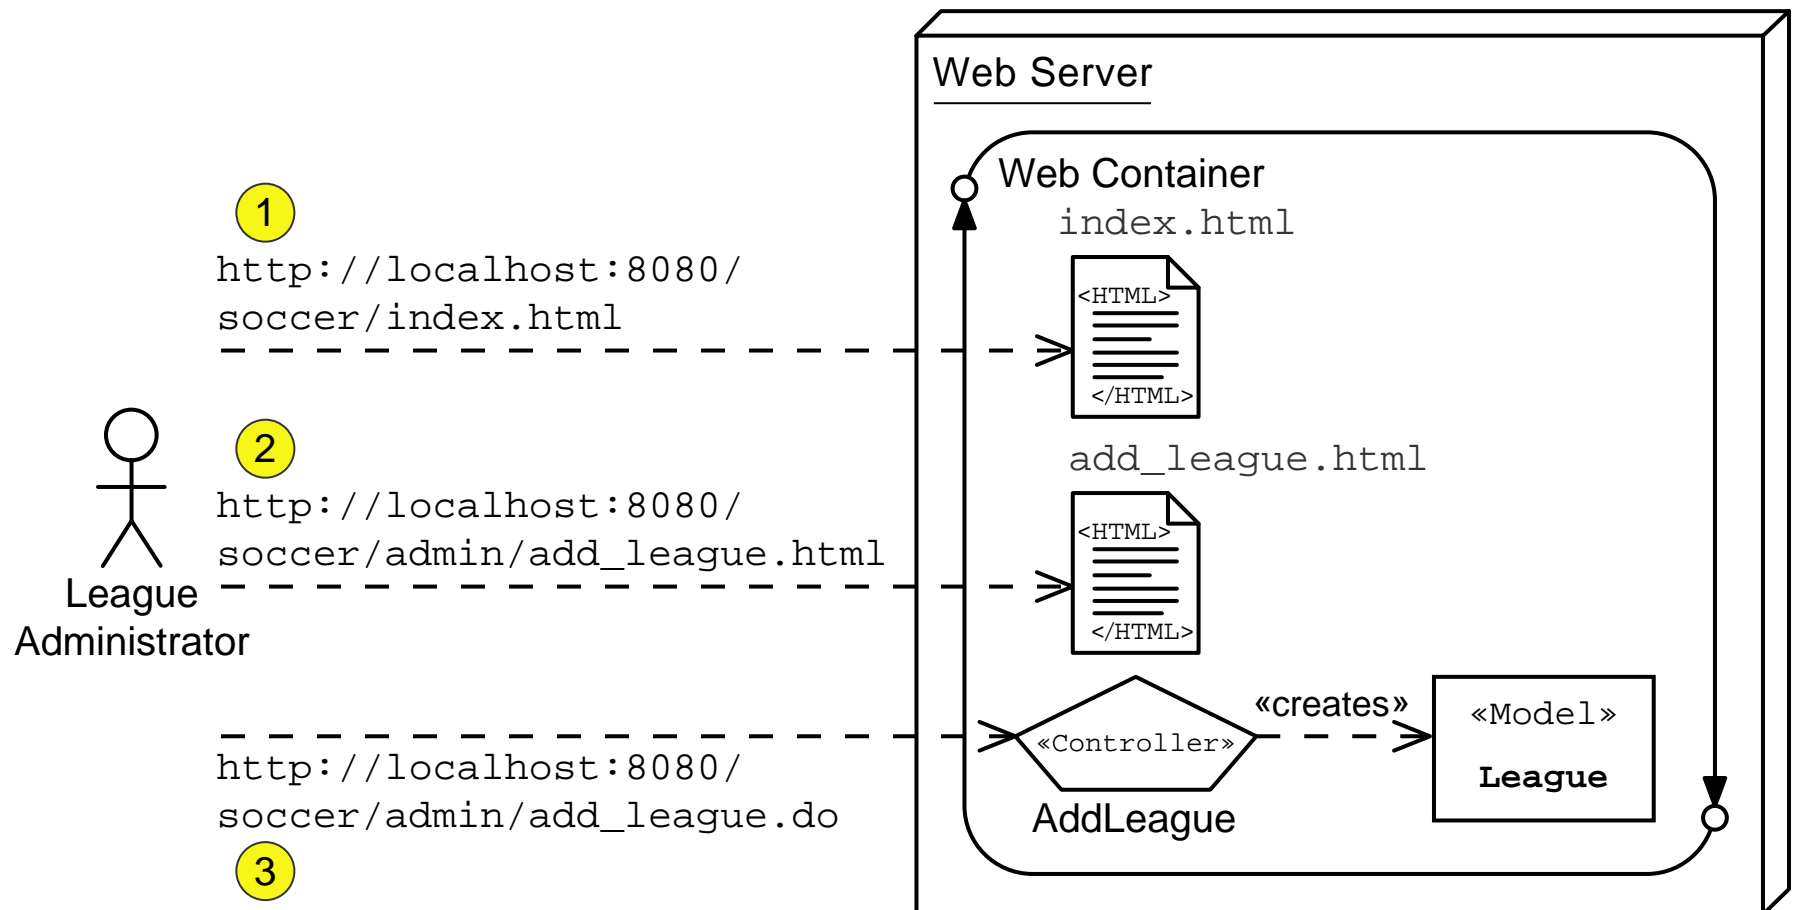 Web Server
Web Container
1
http://localhost:8080/
soccer/index.html
index.html
<HTML>
</HTML>
2
http://localhost:8080/
soccer/admin/add_league.html
add_league.html
<HTML>
</HTML>
League
Administrator
http://localhost:8080/
soccer/admin/add_league.do
3
«Controller»
AddLeague
«creates»
«Model»
League